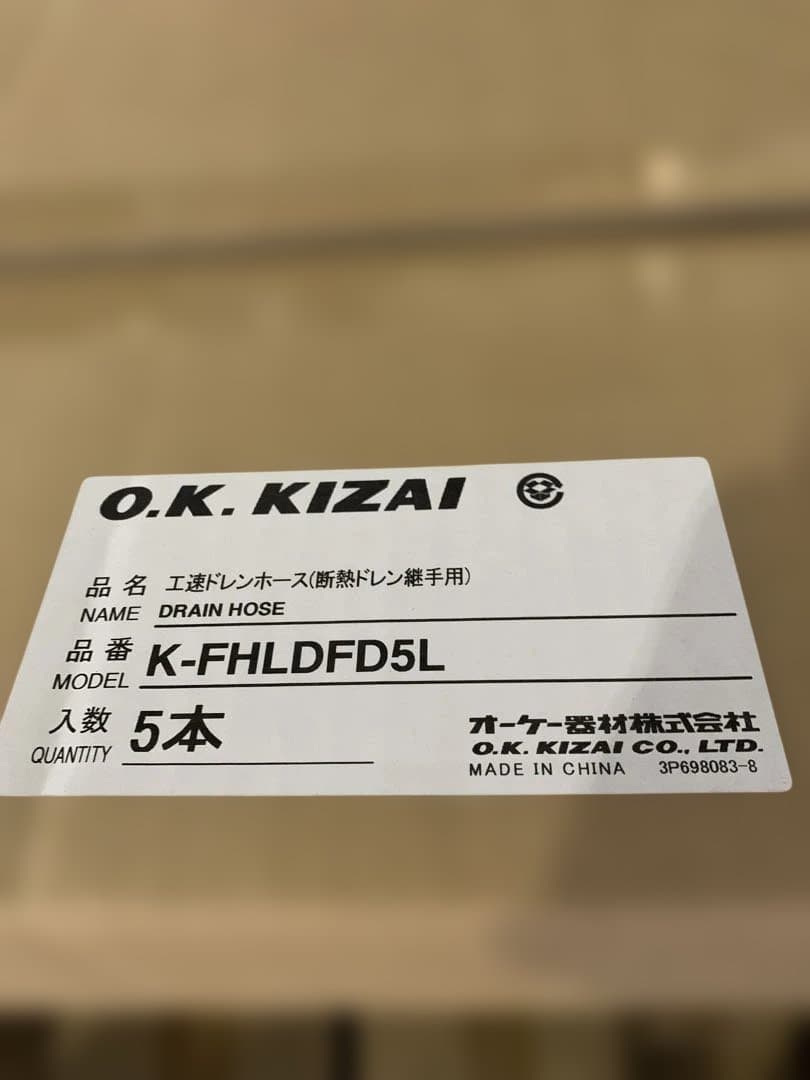 O.K. KIZAI
品名 工速ドレンホース(断熱ドレン継手用)
NAME DRAIN HOSE
品番 K-FHLDFD5L
MODEL
入数 5本
QUANTITY
オーケー器材株式会社
O.K. KIZAI CO., LTD.
MADE IN CHINA 3P698083-8